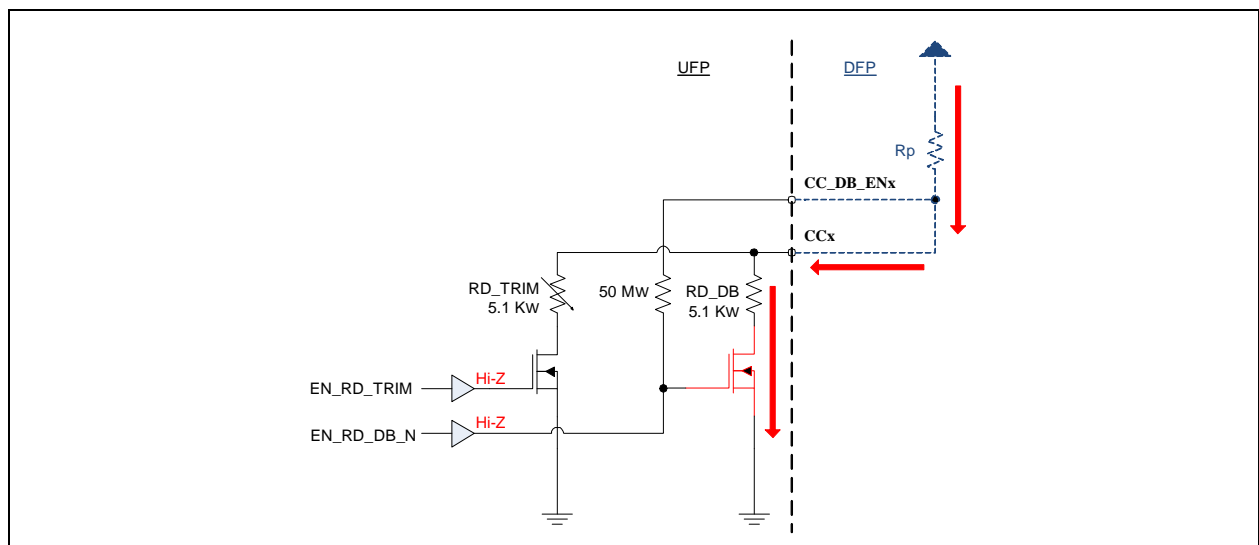 UFP
DFP
Rp
CC_DB_ENx
CCx
RD_TRIM
5.1 Kw
50 Mw
RD_DB
5.1 Kw
EN_RD_TRIM
Hi-Z
EN_RD_DB_N
Hi-Z